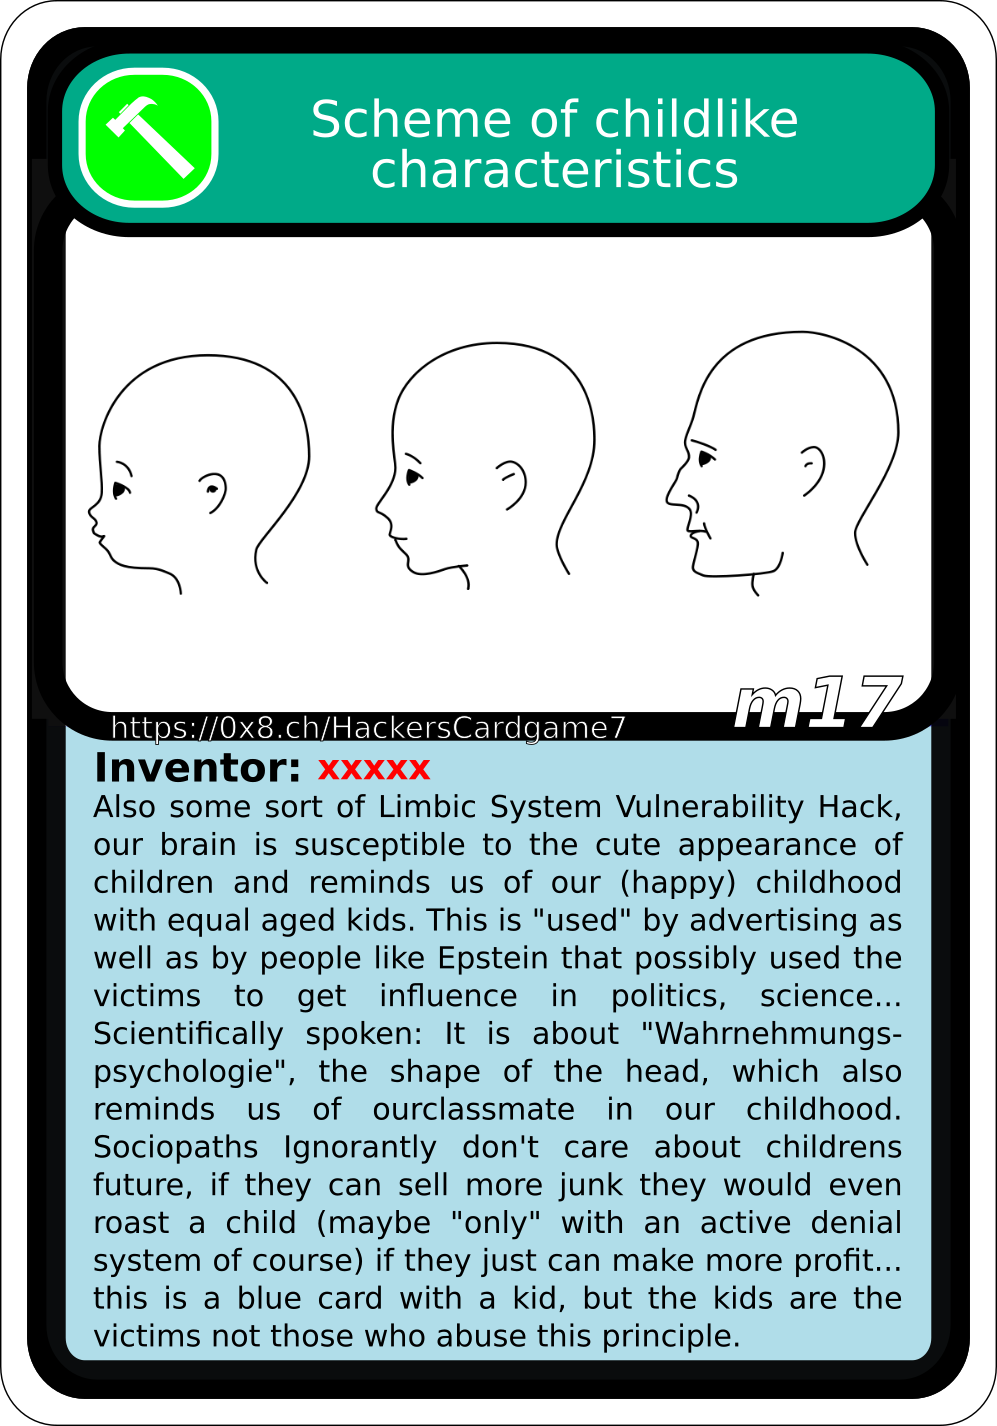 Scheme of childlike
characteristics
m17
https://0x8.ch/HackersCardgame7
Inventor: xxxxx
Also some sort of Limbic System Vulnerability Hack,
our brain is susceptible to the cute appearance of
children and reminds us of our (happy) childhood
with equal aged kids. This is "used" by advertising as
well as by people like Epstein that possibly used the
victims to get influence in politics, science...
Scientifically spoken: It is about "Wahrnehmungs-
psychologie", the shape of the head, which also
reminds us of ourclassmate in our childhood.
Sociopaths Ignorantly don't care about childrens
future, if they can sell more junk they would even
roast a child (maybe "only" with an active denial
system of course) if they just can make more profit...
this is a blue card with a kid, but the kids are the
victims not those who abuse this principle.